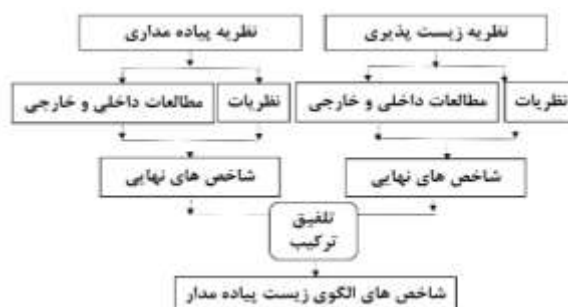 نظریه زیست پذیری
نظریه پیاده مداری
نظریات
مطالعات داخلی و خارجی
نظریات
مطالعات داخلی و خارجی
شاخص های نهایی
شاخص های نهایی
تلفیق
ترکیب
شاخص های الگوی زیست پیاده مدار